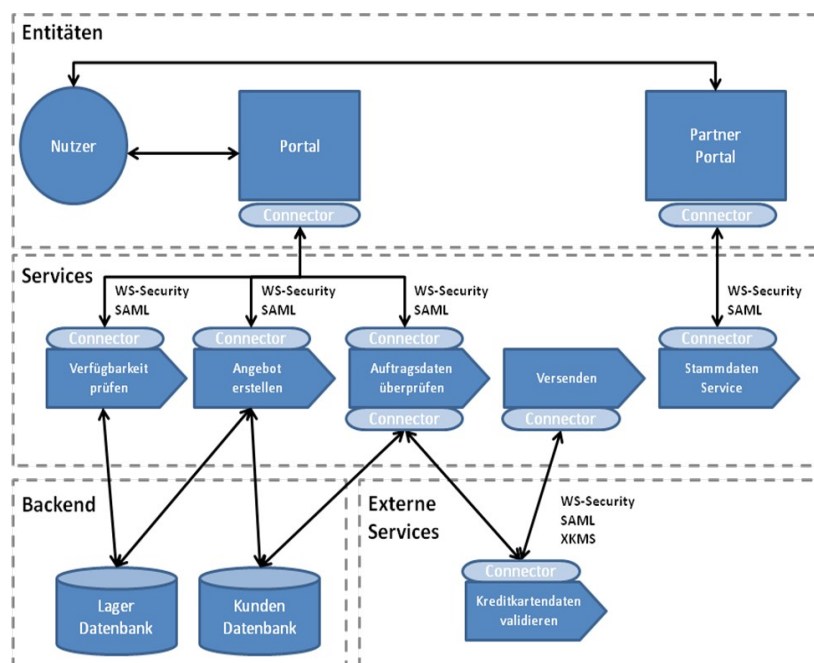 Entitäten
Nutzer
Portal
Partner
Portal
Connector
Connector
Services
WS-Security
SAML
WS-Security
SAML
WS-Security
SAML
WS-Security
SAML
Connector
Connector
Connector
Connector
Verfügbarkeit
prüfen
Angebot
erstellen
Auftragsdaten
überprüfen
Versenden
Stammdaten
Service
Connector
Connector
Backend
Externe
Services
WS-Security
SAML
XKMS
Connector
Lager
Datenbank
Kunden
Datenbank
Kreditkartendaten
validieren